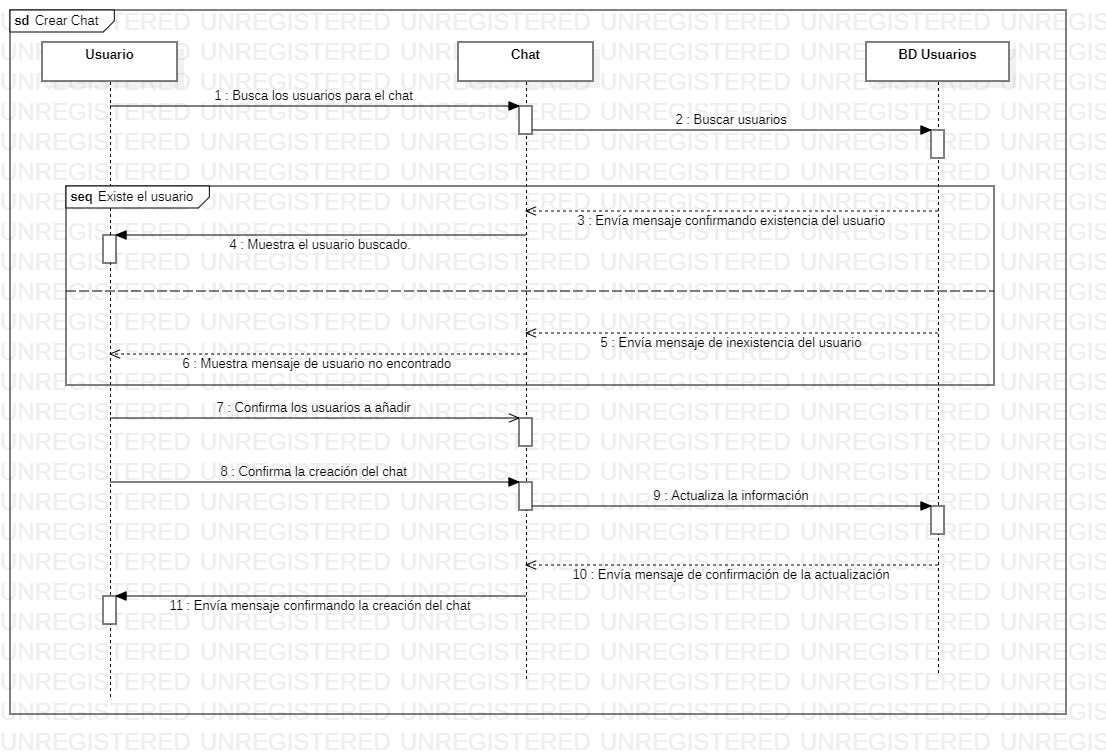 sd Crear Chat
Usuario
Chat
BD Usuarios
1 : Busca los usuarios para el chat
2 : Buscar usuarios
seq Existe el usuario
3 : Envía mensaje confirmando existencia del usuario
4 : Muestra el usuario buscado.
5 : Envía mensaje de inexistencia del usuario
6 : Muestra mensaje de usuario no encontrado
7 : Confirma los usuarios a añadir
8 : Confirma la creación del chat
9 : Actualiza la información
10 : Envía mensaje de confirmación de la actualización
11 : Envía mensaje confirmando la creación del chat
UNREGISTERED UNREGISTERED UNREGISTERED UNREGISTERED UNREGISTERED UNREGIS